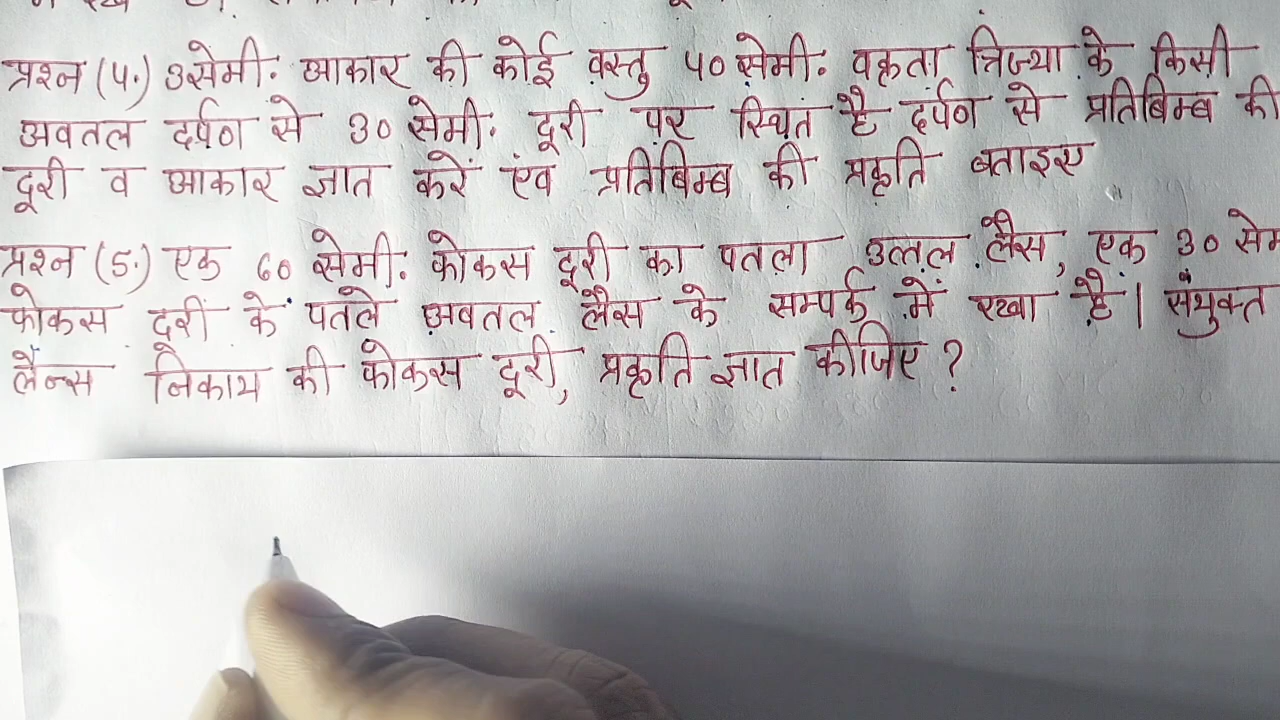 प्रश्न (4.) 3सेमी. आकार की कोई वस्तु 40 सेमी. वक्रता त्रिज्या के किसी
अवतल दर्पण से 30 सेमी. दूरी पर स्थित है दर्पण से प्रतिबिम्ब की
दूरी व आकार ज्ञात करें एंव प्रतिबिम्ब की प्रकृति बताइए
प्रश्न (5.) एक 60 सेमी. फोकस दूरी का पतला उत्तल लैंस, एक 30 सेम
फोकस दूरी के पतले अवतल लैंस के सम्पर्क में रखा है। संयुक्त
लैन्स निकाय की फोकस दूरी, प्रकृति ज्ञात कीजिए ?